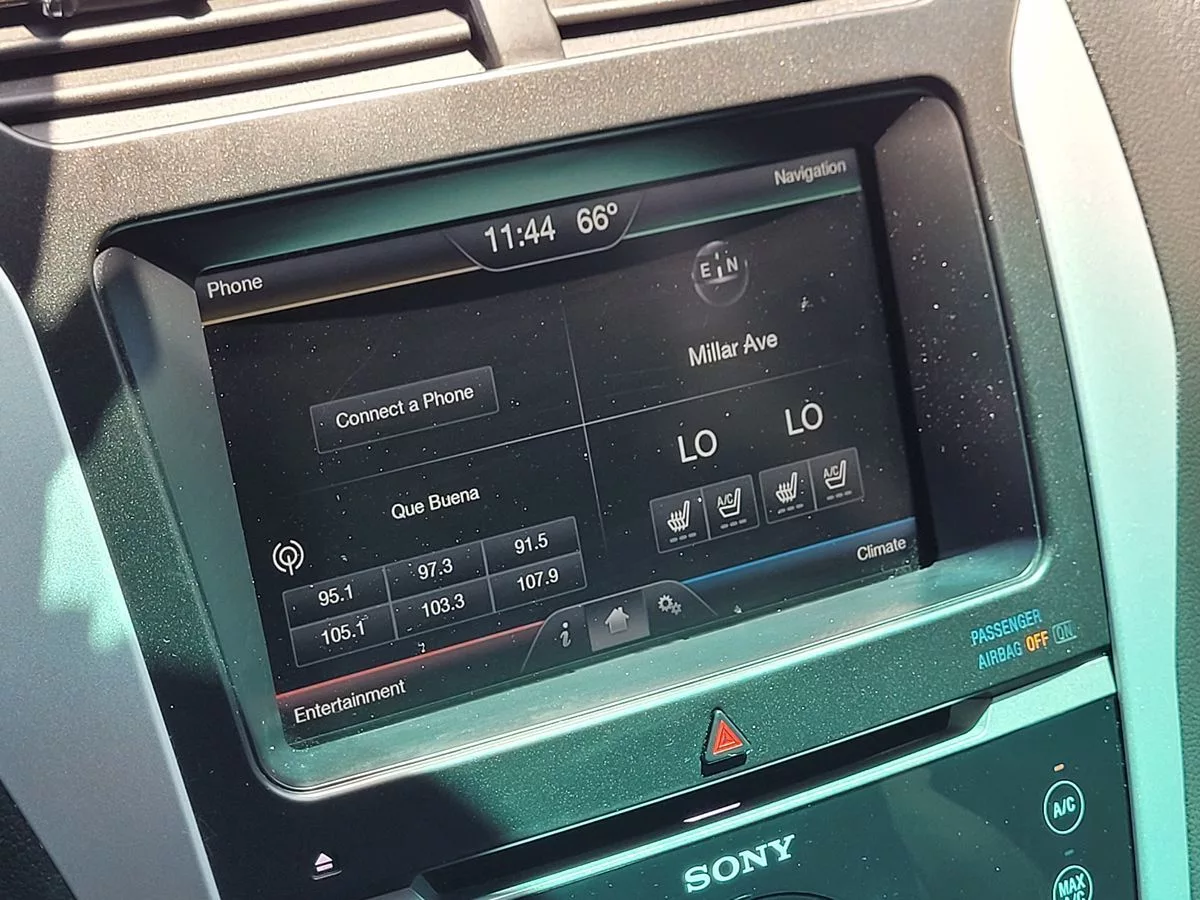 Navigation
11:44 66°
Phone
E N
Millar Ave
Connect a Phone
LO LO
Que Buena
A/C A/C
95.1 97.3 91.5
105.1 103.3 107.9
i
Climate
Entertainment
PASSENGER
AIRBAG OFF ON
SONY
A/C
MAX
A/C